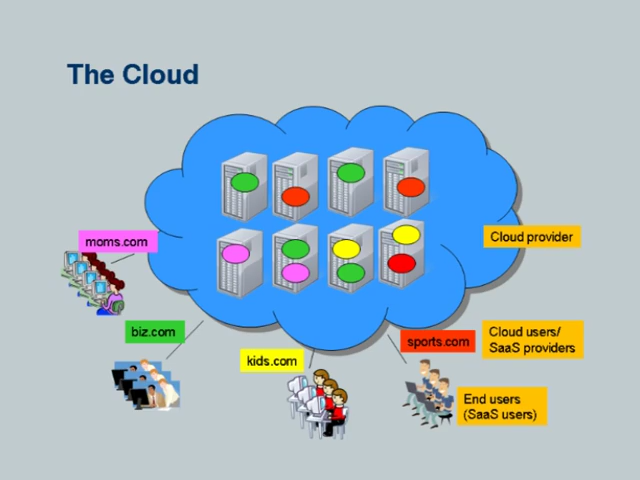 The Cloud
moms.com
Cloud provider
biz.com
kids.com
sports.com
Cloud users/
SaaS providers
End users
(SaaS users)